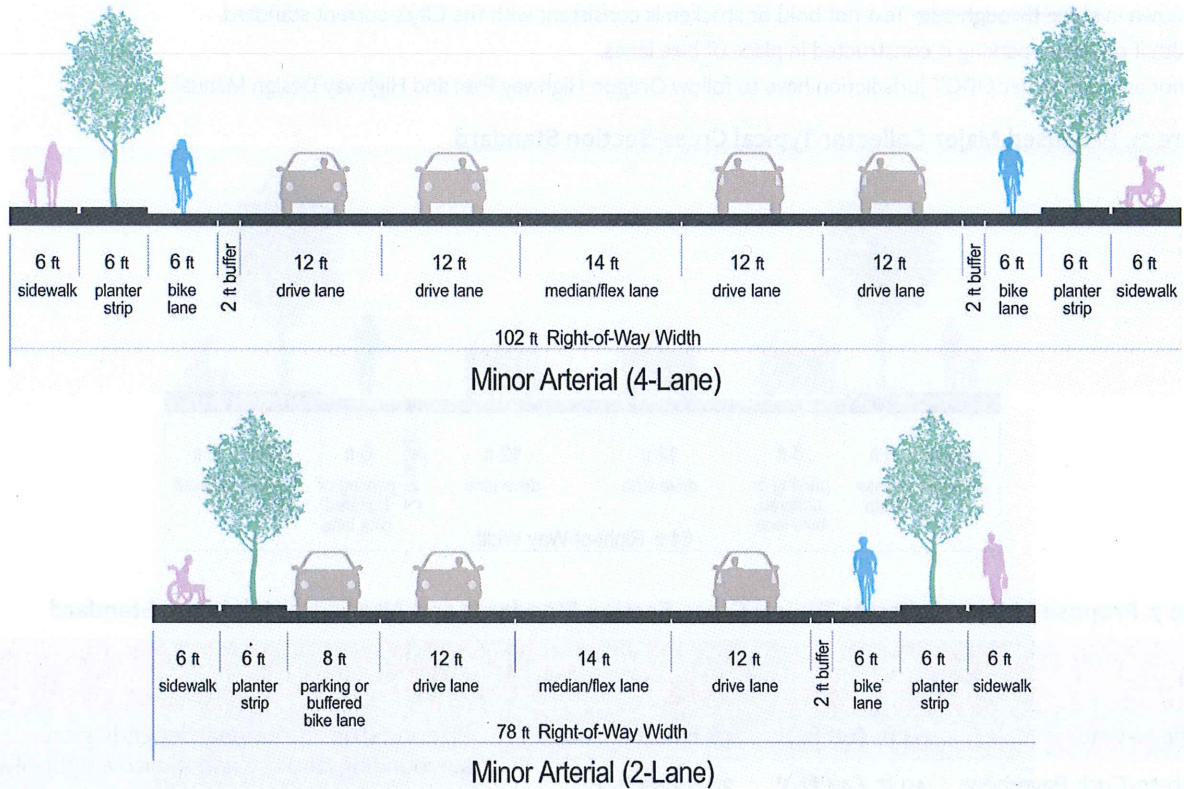 6 ft 6 ft 6 ft 2 ft buffer 12 ft 12 ft 14 ft 12 ft 12 ft 2 ft buffer 6 ft 6 ft 6 ft
sidewalk planter strip bike lane drive lane drive lane median/flex lane drive lane drive lane bike lane planter strip sidewalk
102 ft Right-of-Way Width
Minor Arterial (4-Lane)
6 ft 6 ft 8 ft 12 ft 14 ft 12 ft 2 ft buffer 6 ft 6 ft 6 ft
sidewalk planter strip parking or buffered bike lane drive lane median/flex lane drive lane bike lane planter strip sidewalk
78 ft Right-of-Way Width
Minor Arterial (2-Lane)